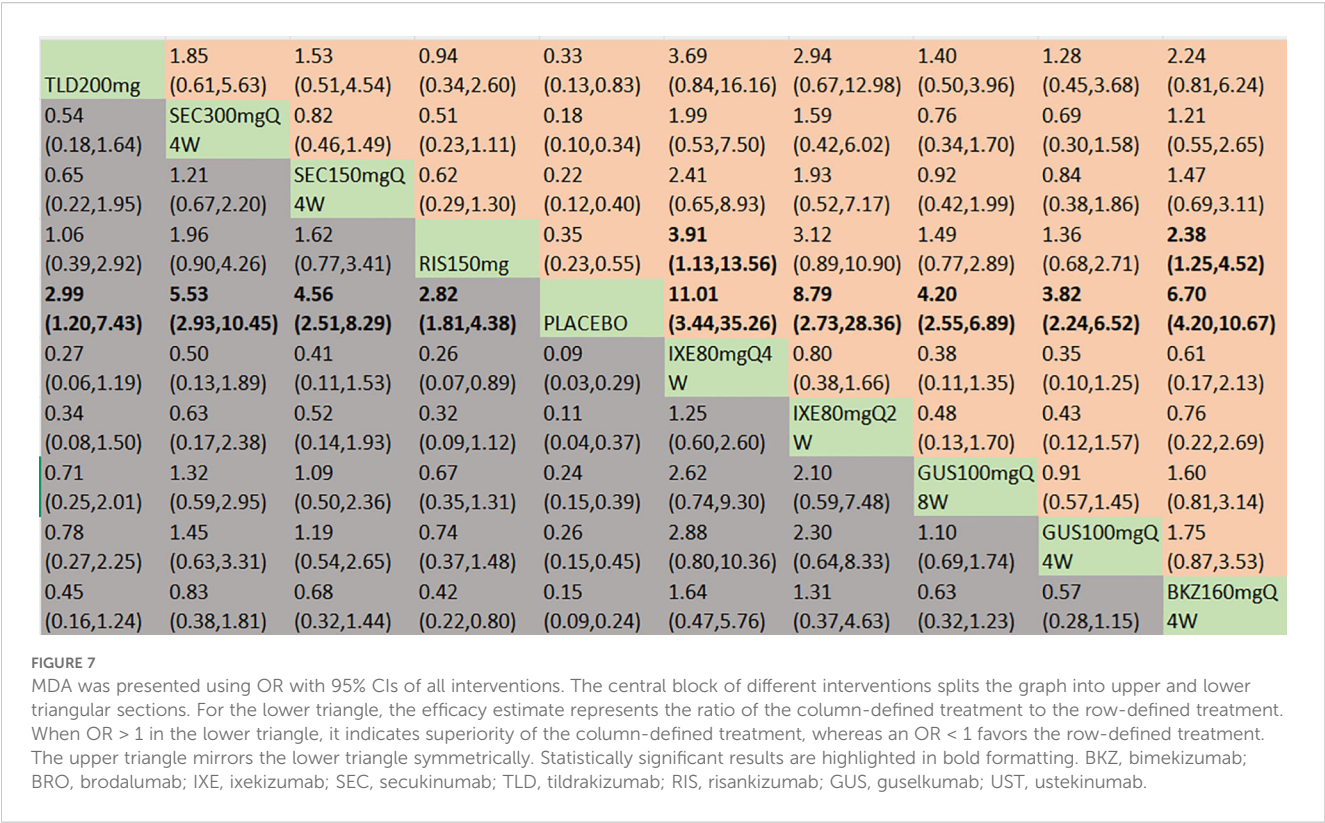 1.85 1.53 0.94 0.33 3.69 2.94 1.40 1.28 2.24
TLD200mg (0.61,5.63) (0.51,4.54) (0.34,2.60) (0.13,0.83) (0.84,16.16) (0.67,12.98) (0.50,3.96) (0.45,3.68) (0.81,6.24)
0.54 SEC300mgQ 0.82 0.51 0.18 1.99 1.59 0.76 0.69 1.21
(0.18,1.64) 4W (0.46,1.49) (0.23,1.11) (0.10,0.34) (0.53,7.50) (0.42,6.02) (0.34,1.70) (0.30,1.58) (0.55,2.65)
0.65 1.21 SEC150mgQ 0.62 0.22 2.41 1.93 0.92 0.84 1.47
(0.22,1.95) (0.67,2.20) 4W (0.29,1.30) (0.12,0.40) (0.65,8.93) (0.52,7.17) (0.42,1.99) (0.38,1.86) (0.69,3.11)
1.06 1.96 1.62 0.35 3.91 3.12 1.49 1.36 2.38
(0.39,2.92) (0.90,4.26) (0.77,3.41) RIS150mg (0.23,0.55) (1.13,13.56) (0.89,10.90) (0.77,2.89) (0.68,2.71) (1.25,4.52)
2.99 5.53 4.56 2.82 11.01 8.79 4.20 3.82 6.70
(1.20,7.43) (2.93,10.45) (2.51,8.29) (1.81,4.38) PLACEBO (3.44,35.26) (2.73,28.36) (2.55,6.89) (2.24,6.52) (4.20,10.67)
0.27 0.50 0.41 0.26 0.09 IXE80mgQ4 0.80 0.38 0.35 0.61
(0.06,1.19) (0.13,1.89) (0.11,1.53) (0.07,0.89) (0.03,0.29) W (0.38,1.66) (0.11,1.35) (0.10,1.25) (0.17,2.13)
0.34 0.63 0.52 0.32 0.11 1.25 IXE80mgQ2 0.48 0.43 0.76
(0.08,1.50) (0.17,2.38) (0.14,1.93) (0.09,1.12) (0.04,0.37) (0.60,2.60) W (0.13,1.70) (0.12,1.57) (0.22,2.69)
0.71 1.32 1.09 0.67 0.24 2.62 2.10 GUS100mgQ 0.91 1.60
(0.25,2.01) (0.59,2.95) (0.50,2.36) (0.35,1.31) (0.15,0.39) (0.74,9.30) (0.59,7.48) 8W (0.57,1.45) (0.81,3.14)
0.78 1.45 1.19 0.74 0.26 2.88 2.30 1.10 GUS100mgQ 1.75
(0.27,2.25) (0.63,3.31) (0.54,2.65) (0.37,1.48) (0.15,0.45) (0.80,10.36) (0.64,8.33) (0.69,1.74) 4W (0.87,3.53)
0.45 0.83 0.68 0.42 0.15 1.64 1.31 0.63 0.57 BKZ160mgQ
(0.16,1.24) (0.38,1.81) (0.32,1.44) (0.22,0.80) (0.09,0.24) (0.47,5.76) (0.37,4.63) (0.32,1.23) (0.28,1.15) 4W
FIGURE 7
MDA was presented using OR with 95% CIs of all interventions. The central block of different interventions splits the graph into upper and lower
triangular sections. For the lower triangle, the efficacy estimate represents the ratio of the column-defined treatment to the row-defined treatment.
When OR > 1 in the lower triangle, it indicates superiority of the column-defined treatment, whereas an OR < 1 favors the row-defined treatment.
The upper triangle mirrors the lower triangle symmetrically. Statistically significant results are highlighted in bold formatting. BKZ, bimekizumab;
BRO, brodalumab; IXE, ixekizumab; SEC, secukinumab; TLD, tildrakizumab; RIS, risankizumab; GUS, guselkumab; UST, ustekinumab.